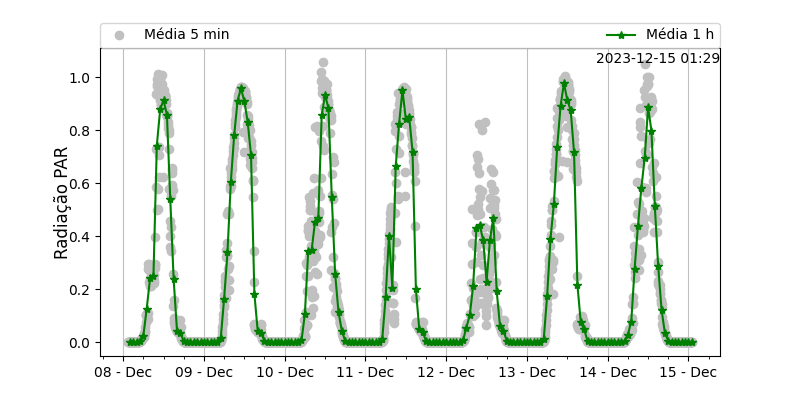 Média 5 min
Média 1 h
2023-12-15 01:29
Radiação PAR
1.0
0.8
0.6
0.4
0.2
0.0
08 - Dec 09 - Dec 10 - Dec 11 - Dec 12 - Dec 13 - Dec 14 - Dec 15 - Dec